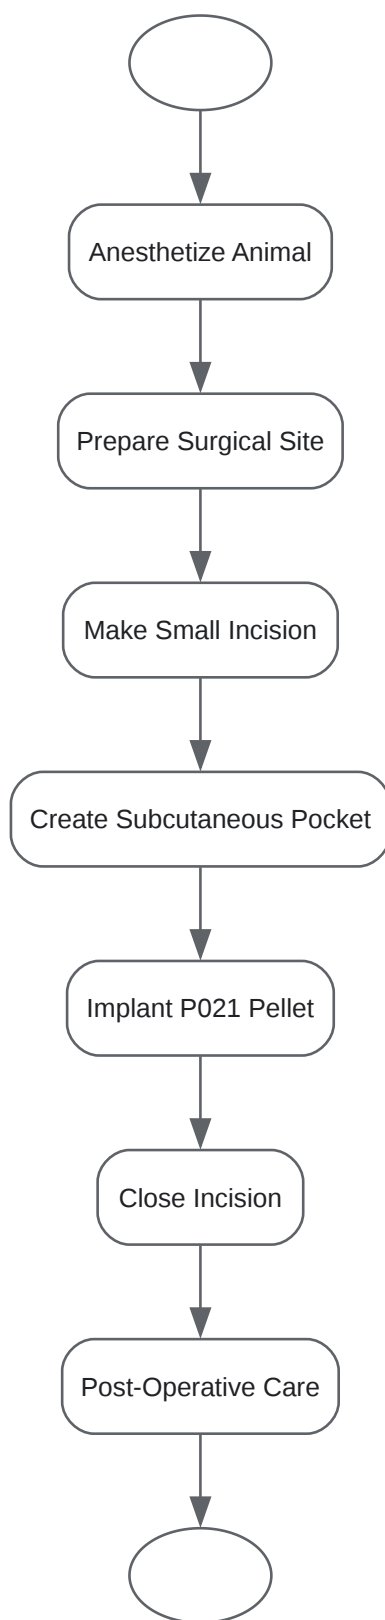 Anesthetize Animal
Prepare Surgical Site
Make Small Incision
Create Subcutaneous Pocket
Implant P021 Pellet
Close Incision
Post-Operative Care